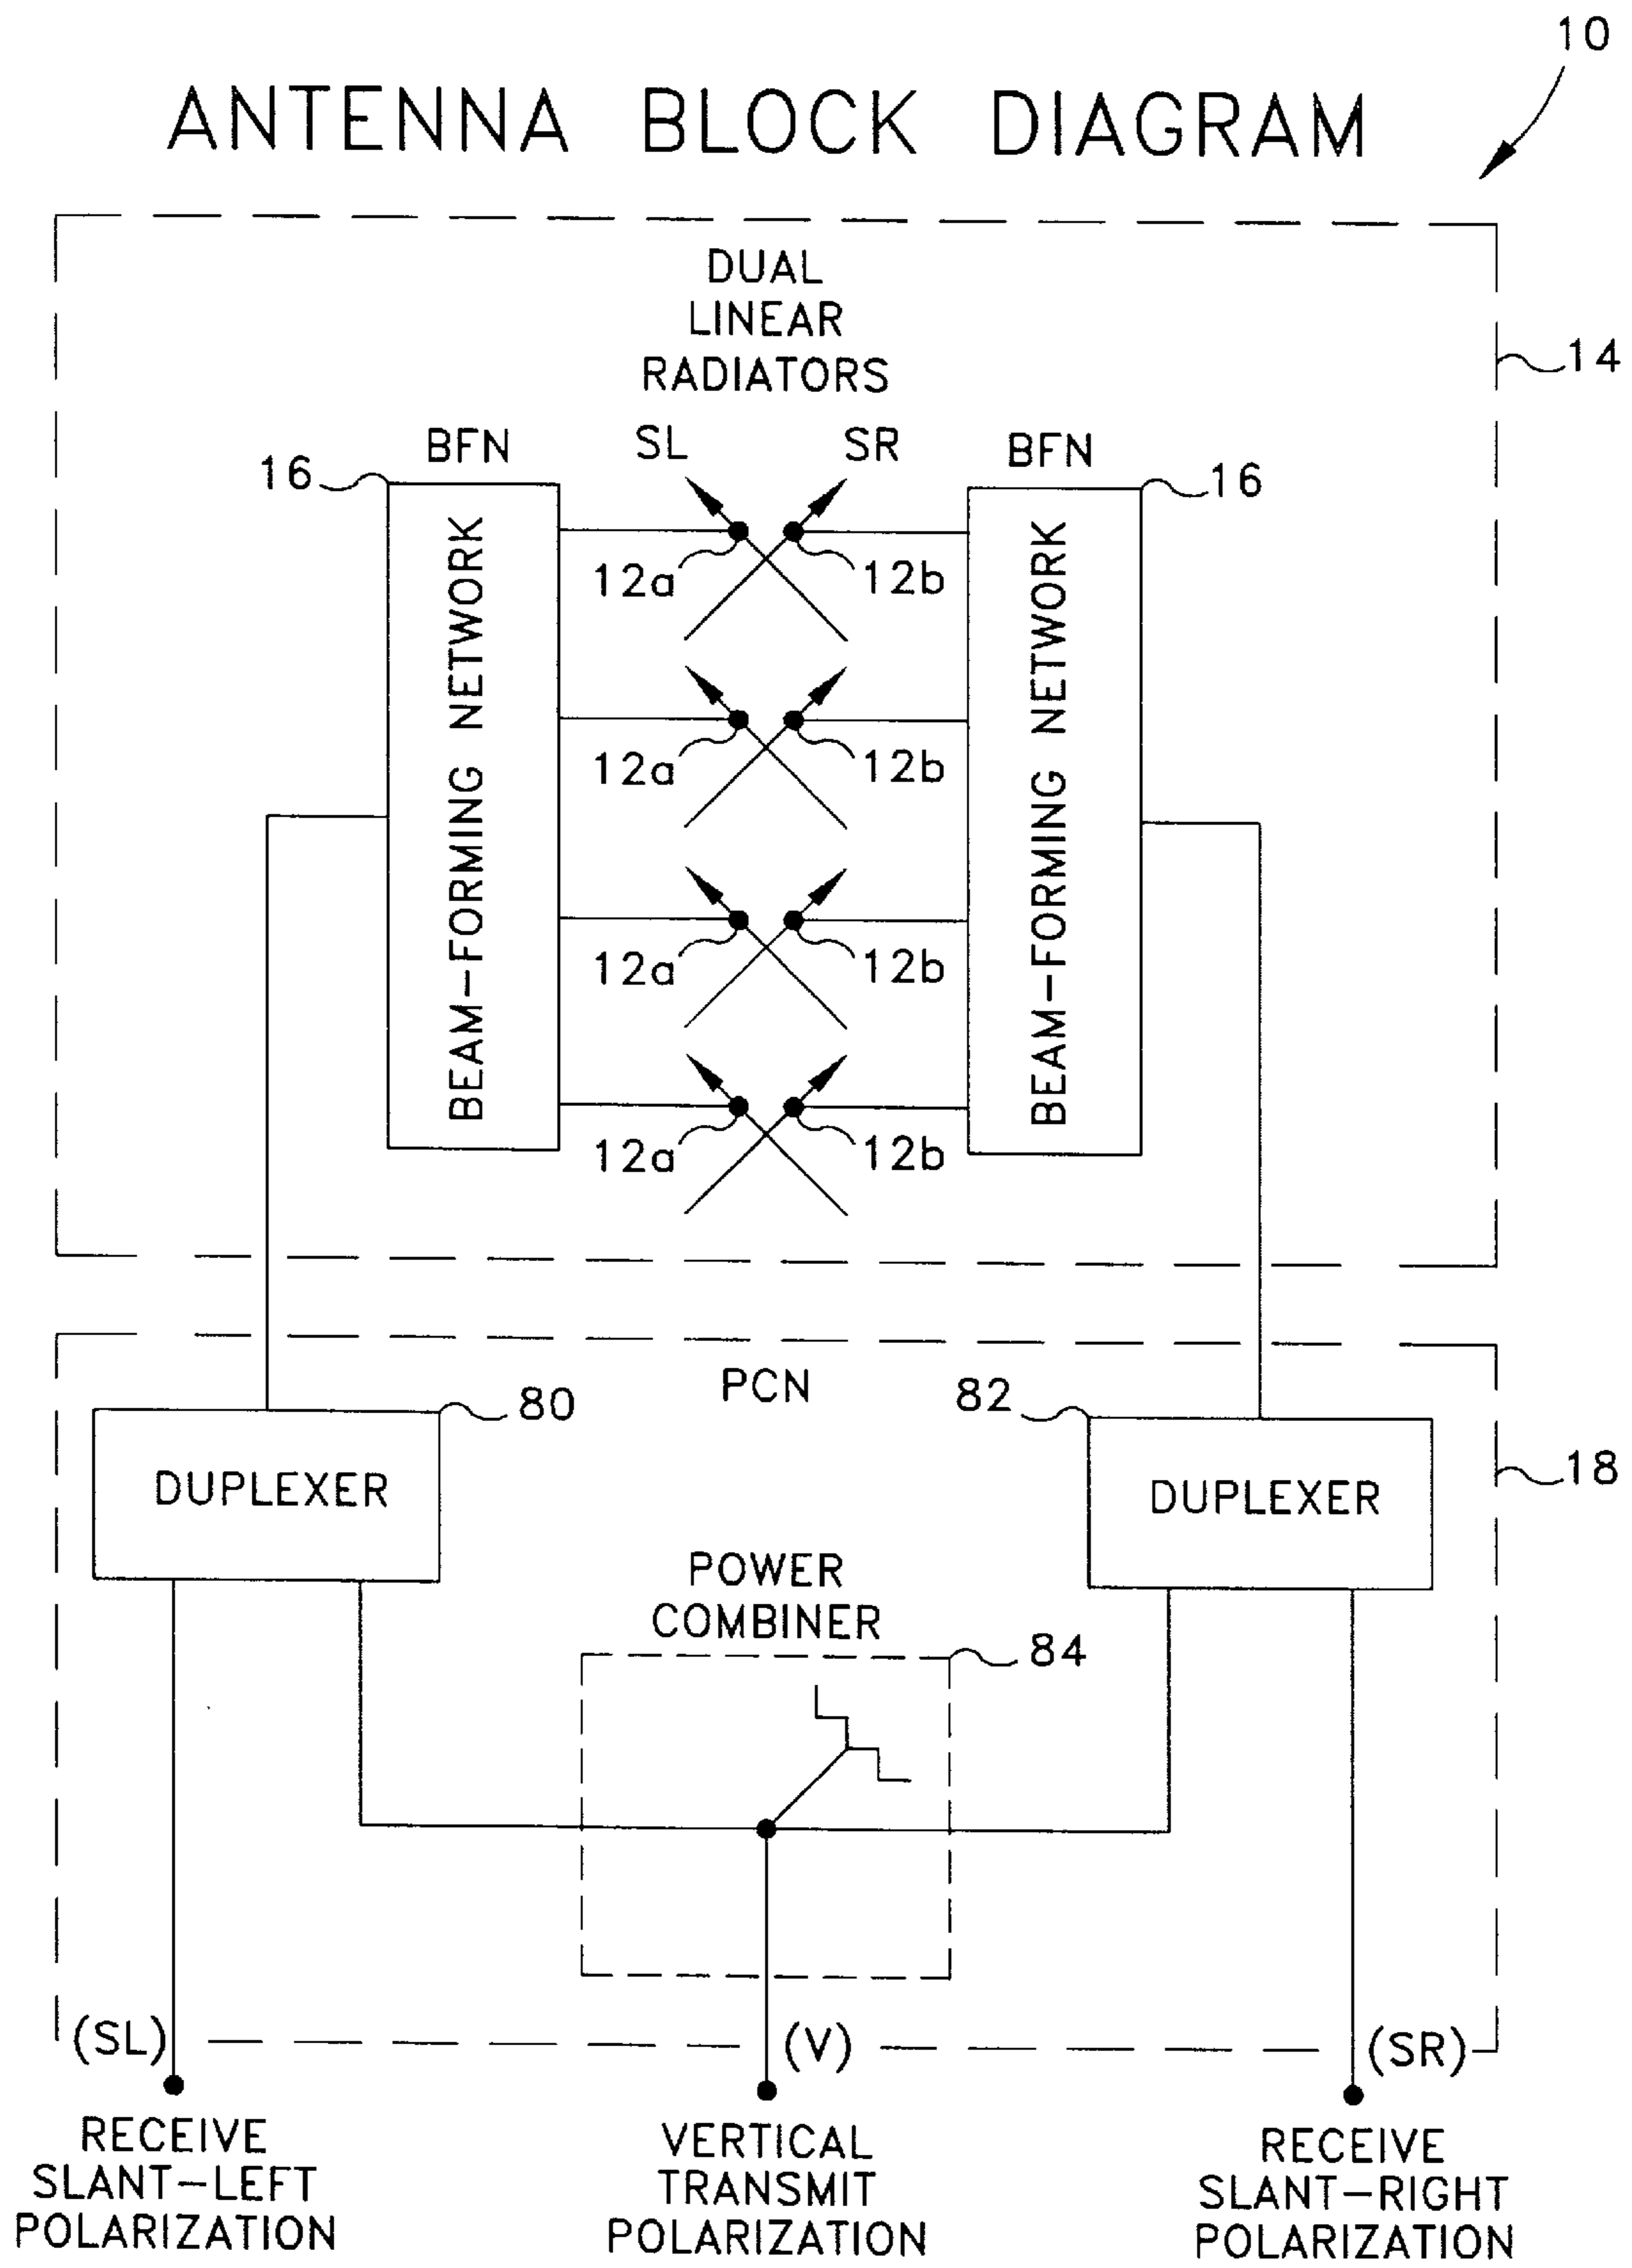 10
ANTENNA BLOCK DIAGRAM
DUAL
LINEAR
RADIATORS
14
BFN
SL
SR
BFN
16
16
BEAM-FORMING NETWORK
BEAM-FORMING NETWORK
12a
12b
12a
12b
12a
12b
12a
12b
PCN
80
82
DUPLEXER
DUPLEXER
18
POWER
COMBINER
84
(SL)
(V)
(SR)
RECEIVE
SLANT-LEFT
POLARIZATION
VERTICAL
TRANSMIT
POLARIZATION
RECEIVE
SLANT-RIGHT
POLARIZATION